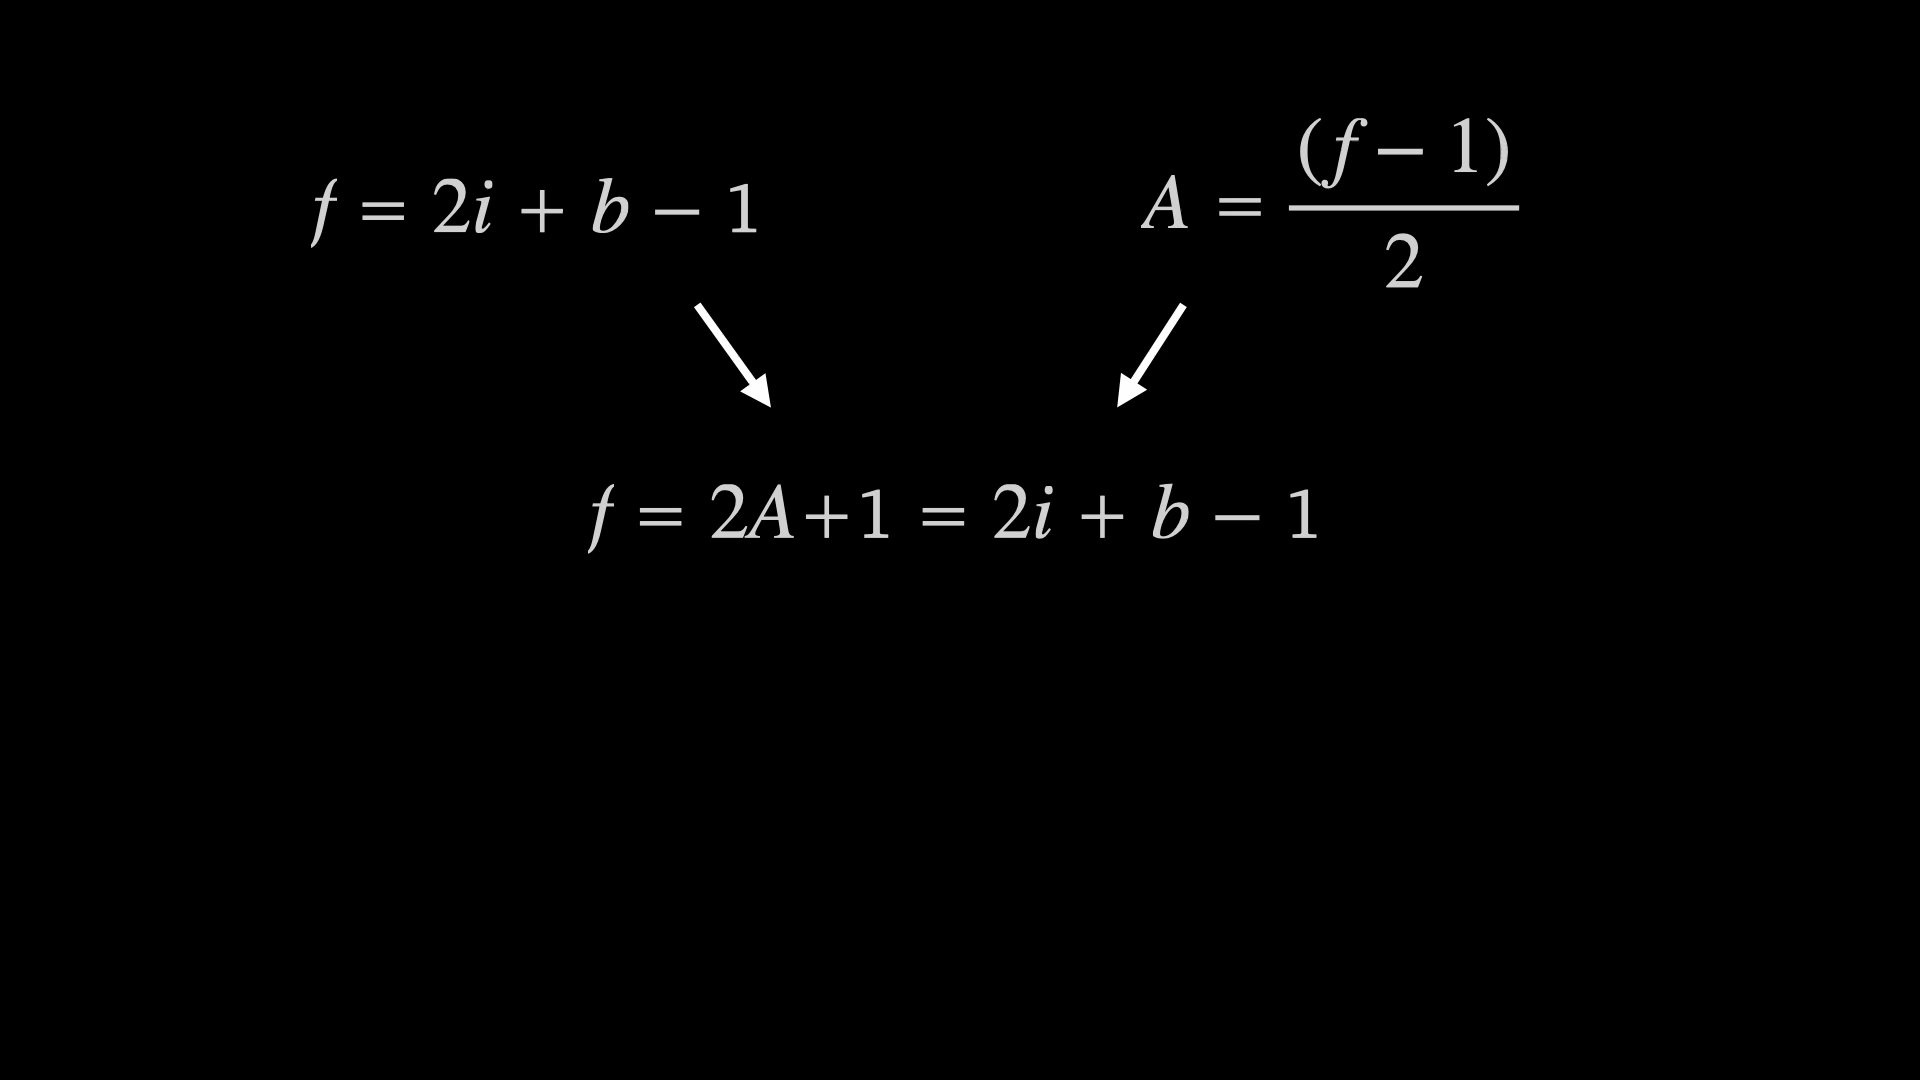 f = 2i + b − 1
A = (f − 1) / 2
f = 2A+1 = 2i + b − 1